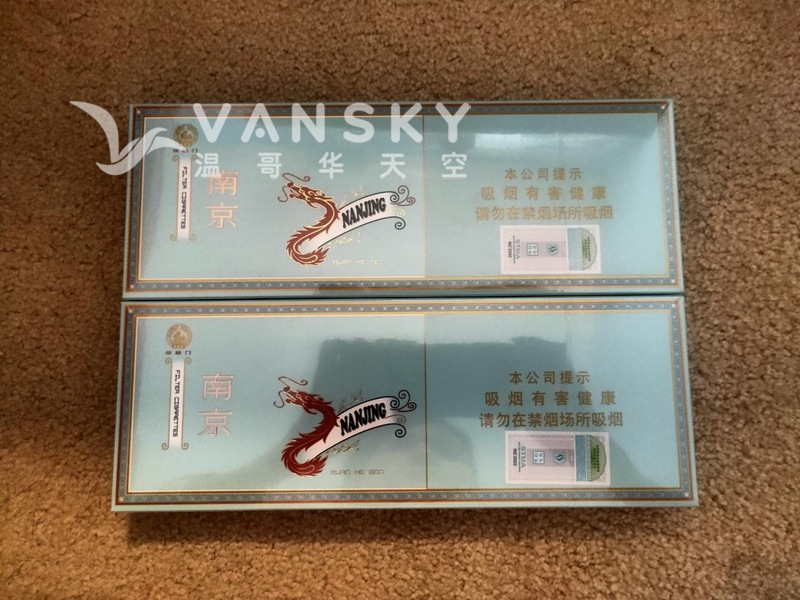 VANSKY
温哥华天空
FILTER CIGARETTES
南京
NANJING
本公司提示
吸烟有害健康
请勿在禁烟场所吸烟
STMA
FILTER CIGARETTES
南京
NANJING
HUAN HE MEN
本公司提示
吸烟有害健康
请勿在禁烟场所吸烟
STMA